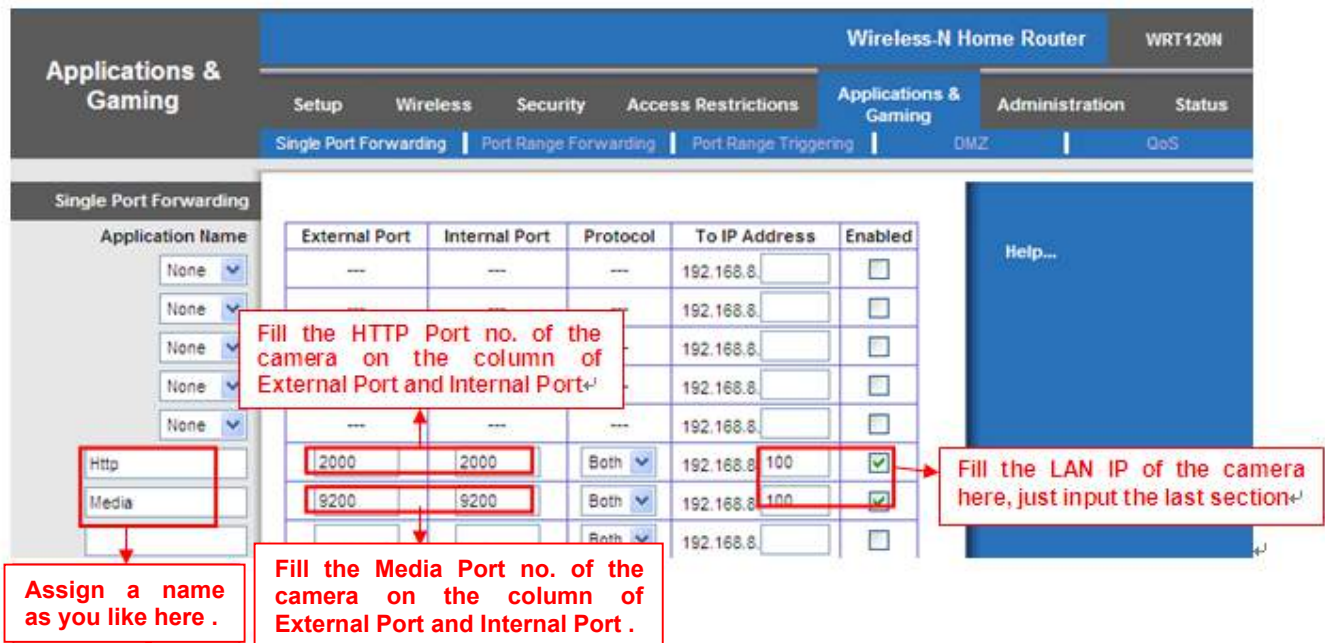 Wireless-N Home Router WRT120N
Applications &
Gaming
Setup Wireless Security Access Restrictions Applications & Gaming Administration Status
Single Port Forwarding Port Range Forwarding Port Range Triggering DMZ QoS
Single Port Forwarding
Application Name External Port Internal Port Protocol To IP Address Enabled
Help...
None --- --- --- 192.168.8.
None --- --- --- 192.168.8.
None --- 192.168.8.
None 192.168.8.
None --- --- --- 192.168.8.
Fill the HTTP Port no. of the
camera on the column of
External Port and Internal Port↵
Http 2000 2000 Both 192.168.8. 100
Media 9200 9200 Both 192.168.8. 100
Both 192.168.8.
Fill the LAN IP of the camera
here, just input the last section↵
↵
Assign a name
as you like here .
Fill the Media Port no. of the
camera on the column of
External Port and Internal Port .